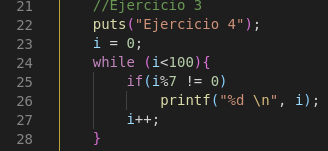 21 //Ejercicio 3
22 puts("Ejercicio 4");
23 i = 0;
24 while (i<100){
25 if(i%7 != 0)
26 printf("%d \n", i);
27 i++;
28 }